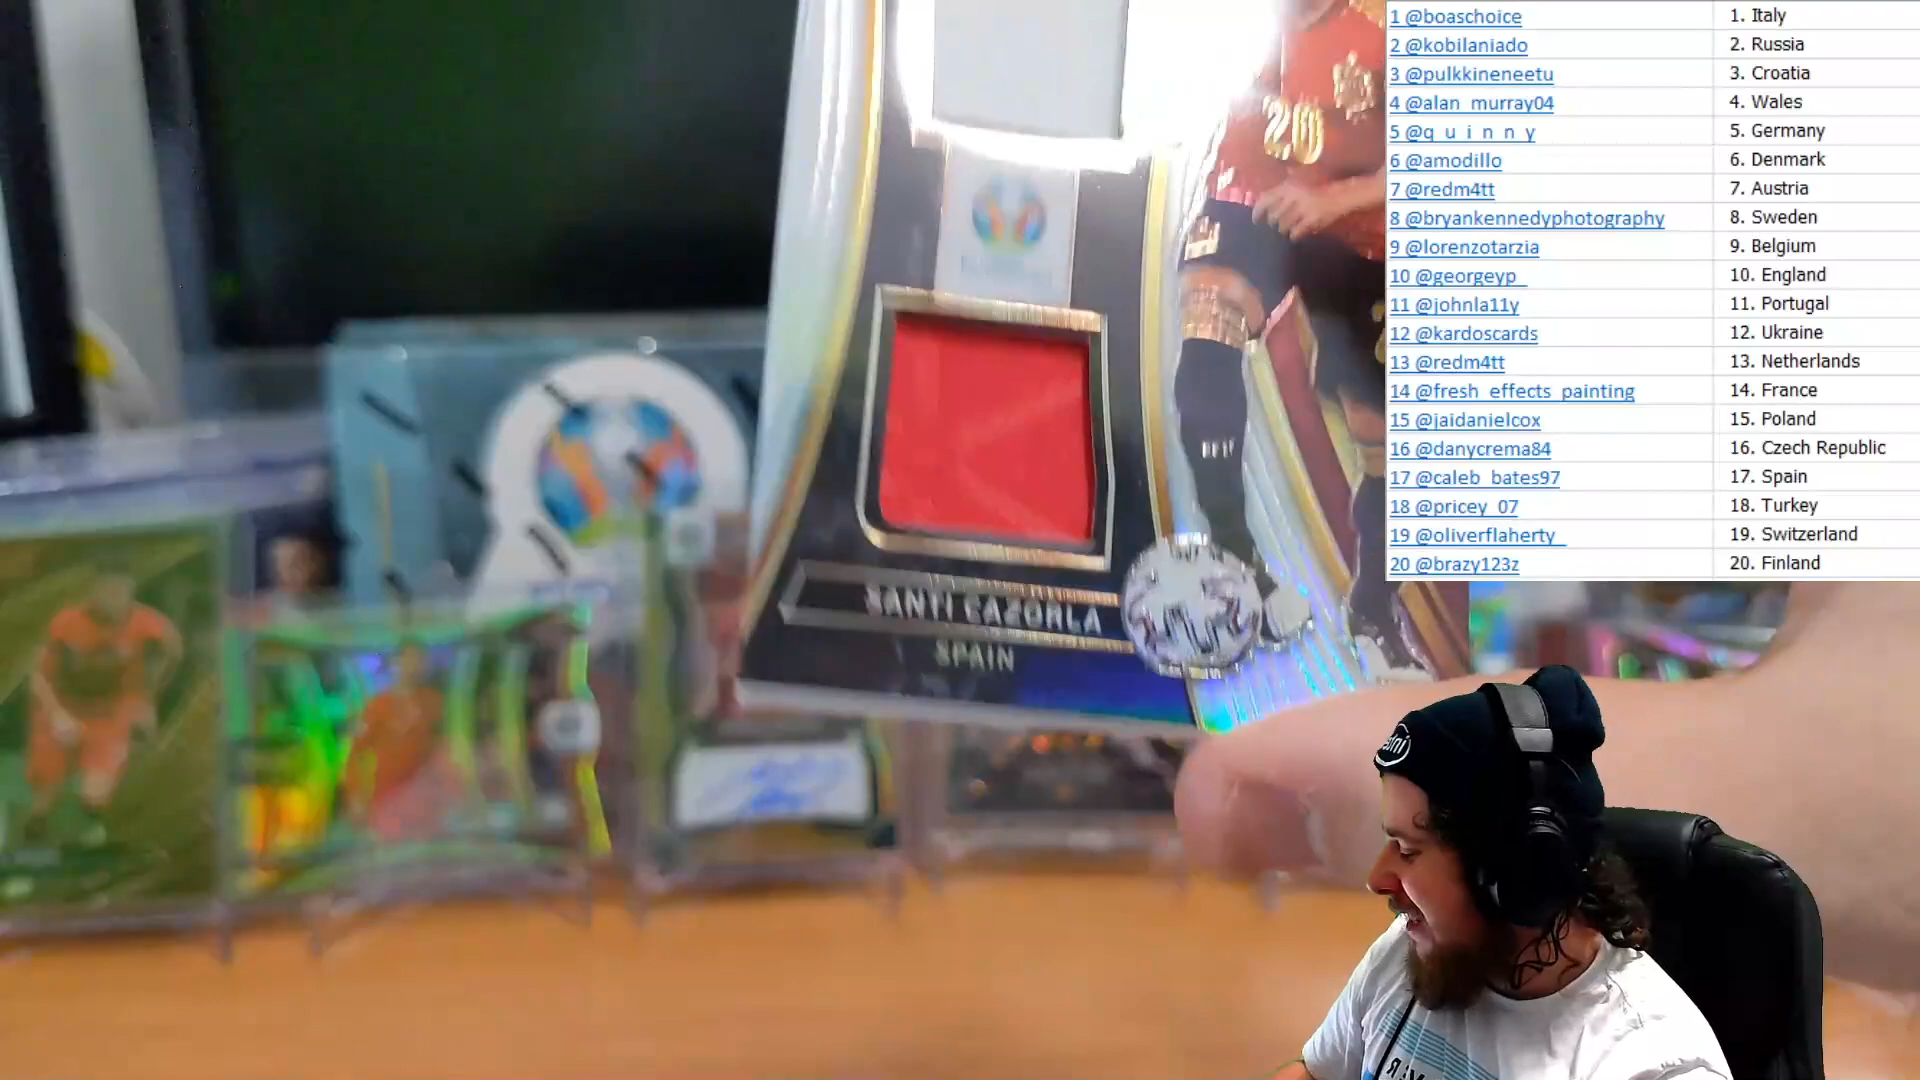 1 @boaschoice 1. Italy
2 @kobilaniado 2. Russia
3 @pulkkineneetu 3. Croatia
4 @alan_murray04 4. Wales
5 @q_u_i_n_n_y 5. Germany
6 @amodillo 6. Denmark
7 @redm4tt 7. Austria
8 @bryankennedyphotography 8. Sweden
9 @lorenzotarzia 9. Belgium
10 @georgeyp_ 10. England
11 @johnla11y 11. Portugal
12 @kardoscards 12. Ukraine
13 @redm4tt 13. Netherlands
14 @fresh_effects_painting 14. France
15 @jaidanielcox 15. Poland
16 @danycrema84 16. Czech Republic
17 @caleb_bates97 17. Spain
18 @pricey_07 18. Turkey
19 @oliverflaherty_ 19. Switzerland
20 @brazy123z 20. Finland
20
SANTI CAZORLA
SPAIN